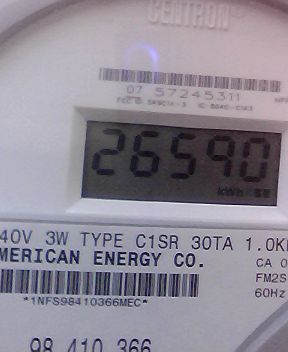 CENTRON®
07 57245311
26590
kWh
40V 3W TYPE C1SR 30TA 1.0K
MERICAN ENERGY CO.
CA 0
FM2S
60Hz
*1NFS98410366MEC*
98 410 366